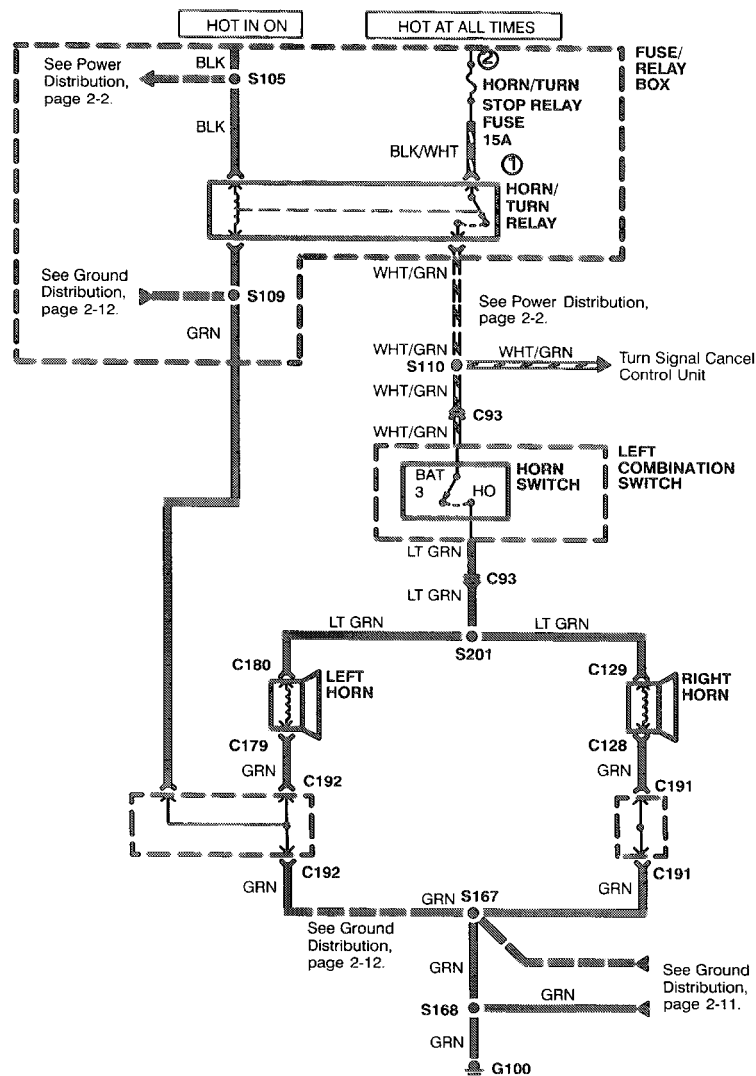 HOT IN ON
HOT AT ALL TIMES
BLK
See Power
Distribution,
page 2-2.
S105
BLK
2
HORN/TURN
STOP RELAY
FUSE
15A
FUSE/
RELAY
BOX
BLK/WHT
1
HORN/
TURN
RELAY
See Ground
Distribution,
page 2-12.
S109
GRN
WHT/GRN
See Power Distribution,
page 2-2.
WHT/GRN
S110
WHT/GRN
Turn Signal Cancel
Control Unit
WHT/GRN
C93
WHT/GRN
BAT
3
HO
HORN
SWITCH
LEFT
COMBINATION
SWITCH
LT GRN
C93
LT GRN
LT GRN
LT GRN
S201
C180
LEFT
HORN
C129
RIGHT
HORN
C179
C128
GRN
C192
GRN
C191
C192
C191
GRN
GRN
S167
GRN
See Ground
Distribution,
page 2-12.
GRN
See Ground
Distribution,
page 2-11.
S168
GRN
GRN
G100